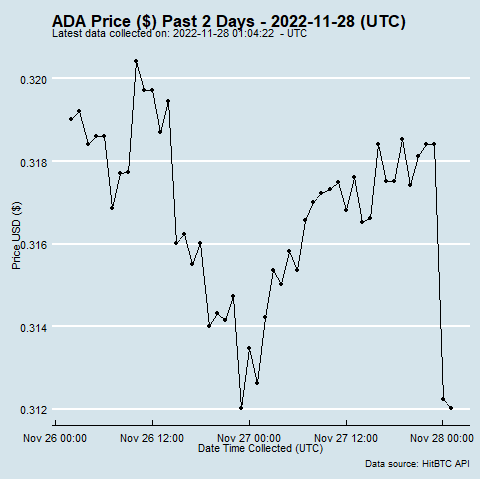 ADA Price ($) Past 2 Days - 2022-11-28 (UTC)
Latest data collected on: 2022-11-28 01:04:22  - UTC
0.320
0.318
0.316
0.314
0.312
Price USD ($)
Nov 26 00:00 Nov 26 12:00 Nov 27 00:00 Nov 27 12:00 Nov 28 00:00
Date Time Collected (UTC)
Data source: HitBTC API